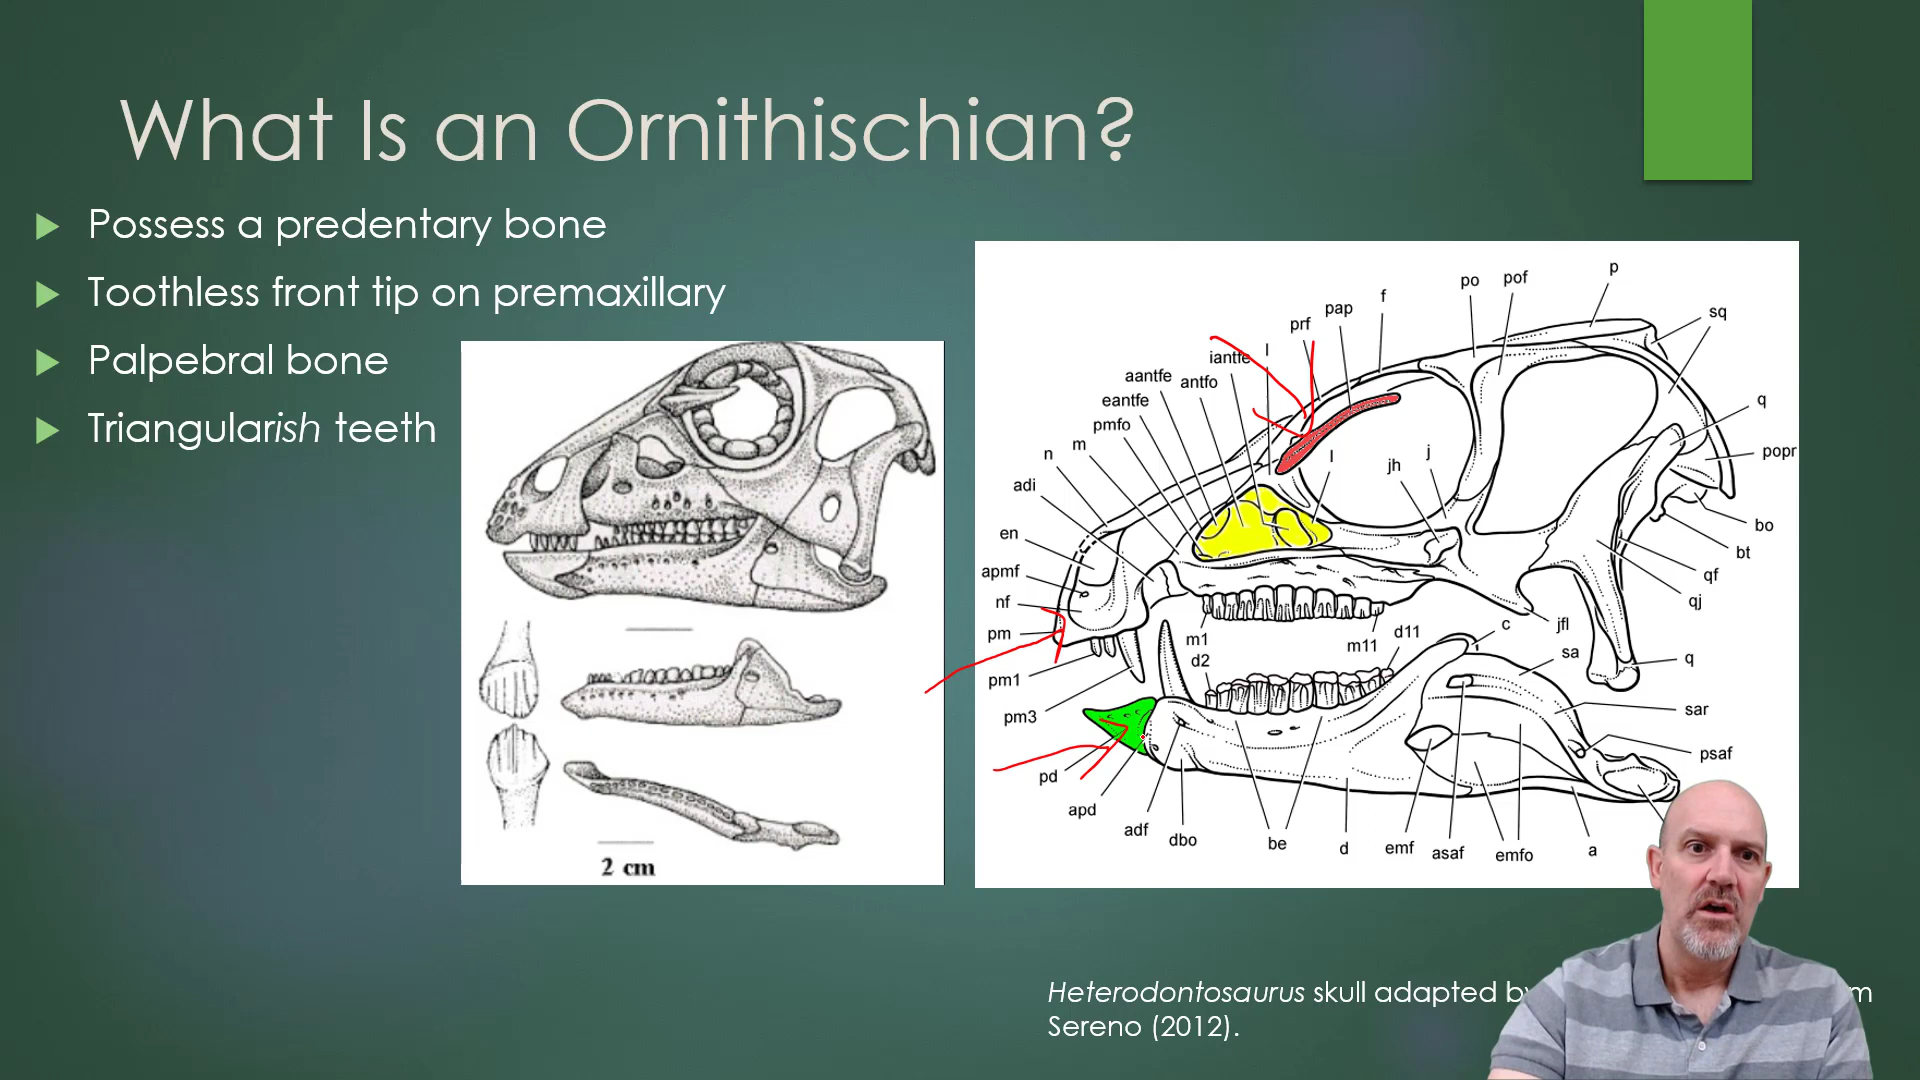 What Is an Ornithischian?
Possess a predentary bone
Toothless front tip on premaxillary
Palpebral bone
Triangularish teeth
2 cm
p
pof
po
f
sq
pap
prf
l
iantfe
aantfe
antfo
eantfe
q
pmfo
m
n
popr
l
jh
j
adi
bo
en
bt
apmf
qf
nf
qj
pm
m1
m11
d11
c
jfl
d2
sa
q
pm1
pm3
sar
psaf
pd
apd
adf
dbo
be
d
emf
asaf
emfo
a
Heterodontosaurus skull adapted
Sereno (2012).